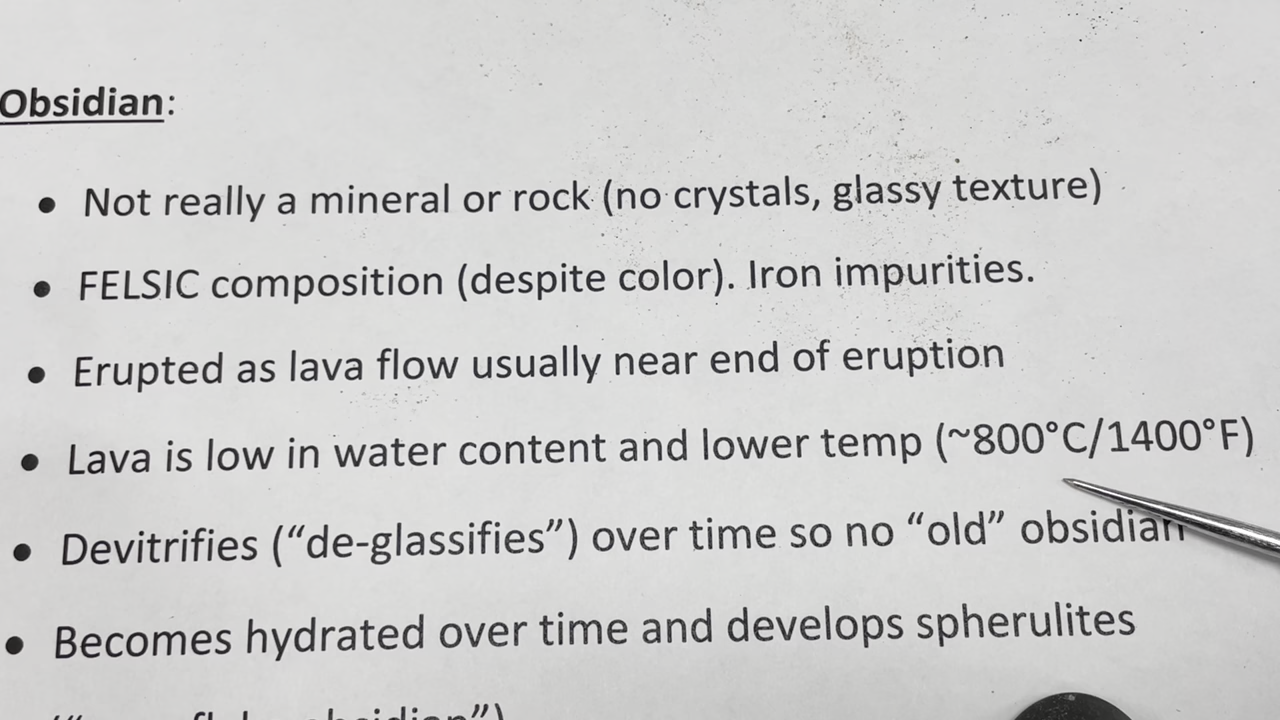 Obsidian:
• Not really a mineral or rock (no crystals, glassy texture)
• FELSIC composition (despite color). Iron impurities.
• Erupted as lava flow usually near end of eruption
• Lava is low in water content and lower temp (~800°C/1400°F)
• Devitrifies (“de-glassifies”) over time so no “old” obsidian
• Becomes hydrated over time and develops spherulites
obsidian”)